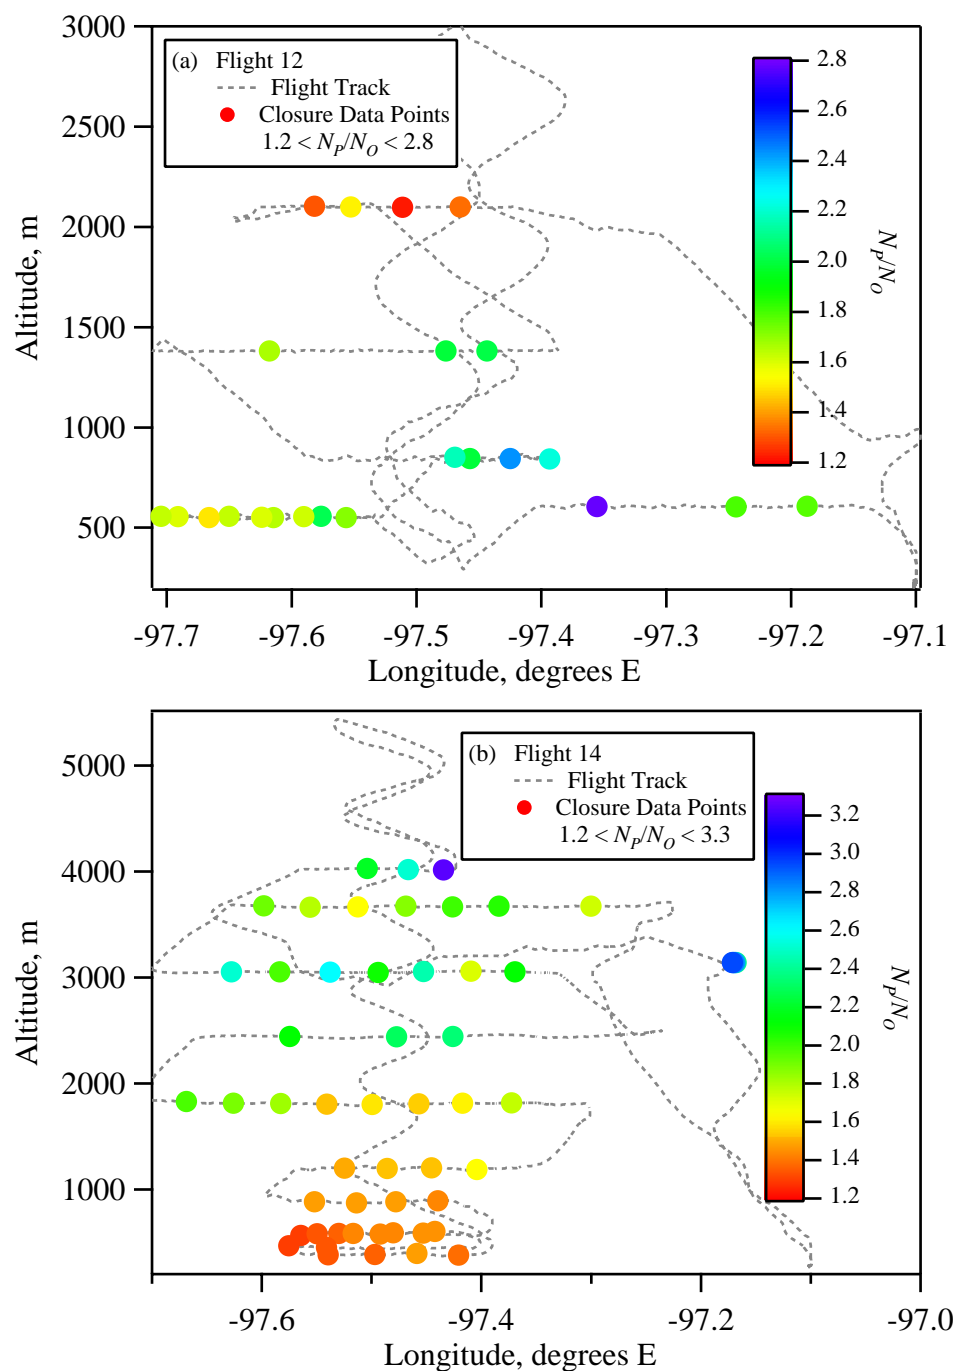 (a) Flight 12
Flight Track
Closure Data Points
1.2 < N_P/N_O < 2.8
3000
2500
2000
1500
1000
500
Altitude, m
2.8
2.6
2.4
2.2
2.0
1.8
1.6
1.4
1.2
N_P/N_O
-97.7 -97.6 -97.5 -97.4 -97.3 -97.2 -97.1
Longitude, degrees E
(b) Flight 14
Flight Track
Closure Data Points
1.2 < N_P/N_O < 3.3
5000
4000
3000
2000
1000
Altitude, m
3.2
3.0
2.8
2.6
2.4
2.2
2.0
1.8
1.6
1.4
1.2
N_P/N_O
-97.6 -97.4 -97.2 -97.0
Longitude, degrees E